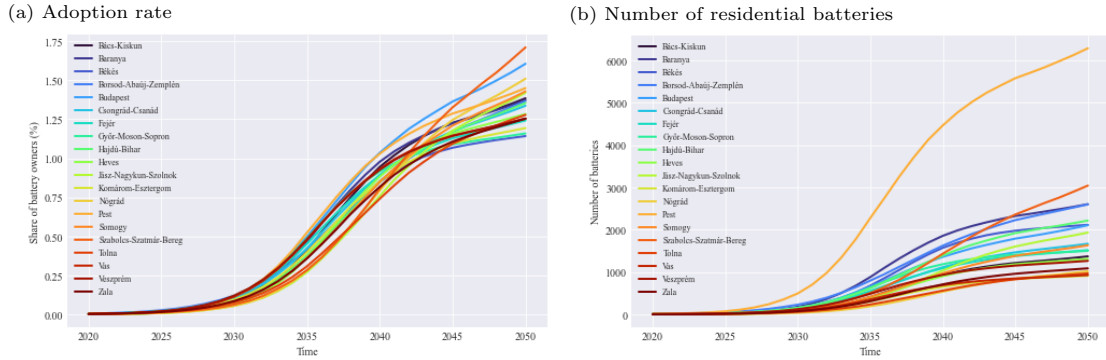 (a) Adoption rate
Share of battery owners (%)
1.75
1.50
1.25
1.00
0.75
0.50
0.25
0.00
Bács-Kiskun
Baranya
Békés
Borsod-Abaúj-Zemplén
Budapest
Csongrád-Csanád
Fejér
Győr-Moson-Sopron
Hajdú-Bihar
Heves
Jász-Nagykun-Szolnok
Komárom-Esztergom
Nógrád
Pest
Somogy
Szabolcs-Szatmár-Bereg
Tolna
Vas
Veszprém
Zala
2020 2025 2030 2035 2040 2045 2050
Time
(b) Number of residential batteries
Number of batteries
6000
5000
4000
3000
2000
1000
0
Bács-Kiskun
Baranya
Békés
Borsod-Abaúj-Zemplén
Budapest
Csongrád-Csanád
Fejér
Győr-Moson-Sopron
Hajdú-Bihar
Heves
Jász-Nagykun-Szolnok
Komárom-Esztergom
Nógrád
Pest
Somogy
Szabolcs-Szatmár-Bereg
Tolna
Vas
Veszprém
Zala
2020 2025 2030 2035 2040 2045 2050
Time